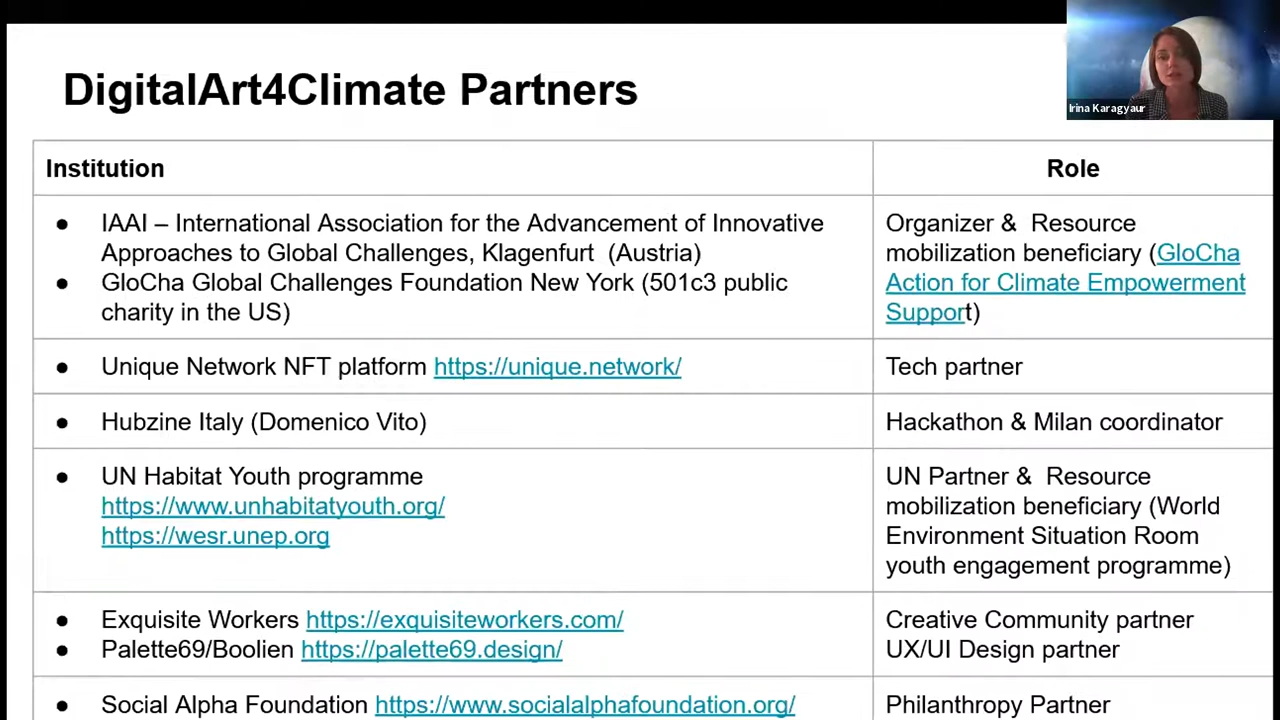 DigitalArt4Climate Partners
Irina Karagyaur
Institution
Role
● IAAI – International Association for the Advancement of Innovative
Approaches to Global Challenges, Klagenfurt (Austria)
● GloCha Global Challenges Foundation New York (501c3 public
charity in the US)
Organizer & Resource
mobilization beneficiary (GloCha
Action for Climate Empowerment
Support)
● Unique Network NFT platform https://unique.network/
Tech partner
● Hubzine Italy (Domenico Vito)
Hackathon & Milan coordinator
● UN Habitat Youth programme
https://www.unhabitatyouth.org/
https://wesr.unep.org
UN Partner & Resource
mobilization beneficiary (World
Environment Situation Room
youth engagement programme)
● Exquisite Workers https://exquisiteworkers.com/
● Palette69/Boolien https://palette69.design/
Creative Community partner
UX/UI Design partner
● Social Alpha Foundation https://www.socialalphafoundation.org/
Philanthropy Partner